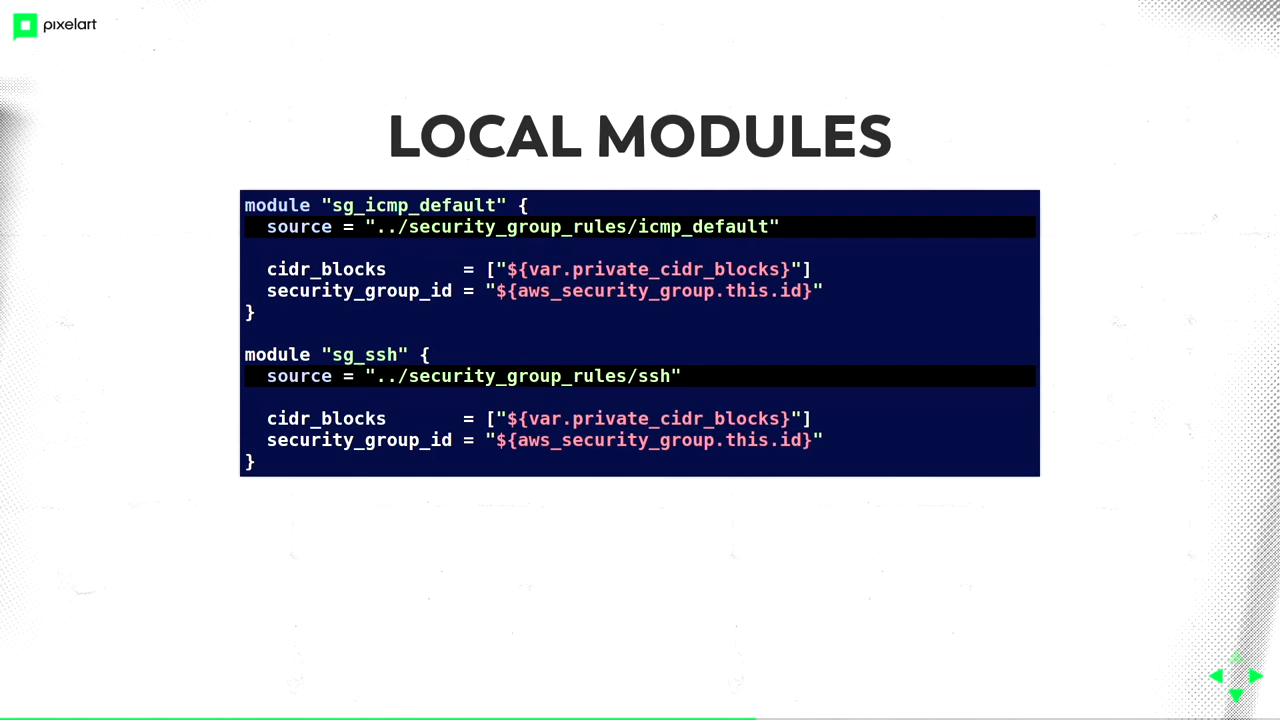 pixelart
LOCAL MODULES
module "sg_icmp_default" {
  source = "../security_group_rules/icmp_default"

  cidr_blocks       = ["${var.private_cidr_blocks}"]
  security_group_id = "${aws_security_group.this.id}"
}

module "sg_ssh" {
  source = "../security_group_rules/ssh"

  cidr_blocks       = ["${var.private_cidr_blocks}"]
  security_group_id = "${aws_security_group.this.id}"
}